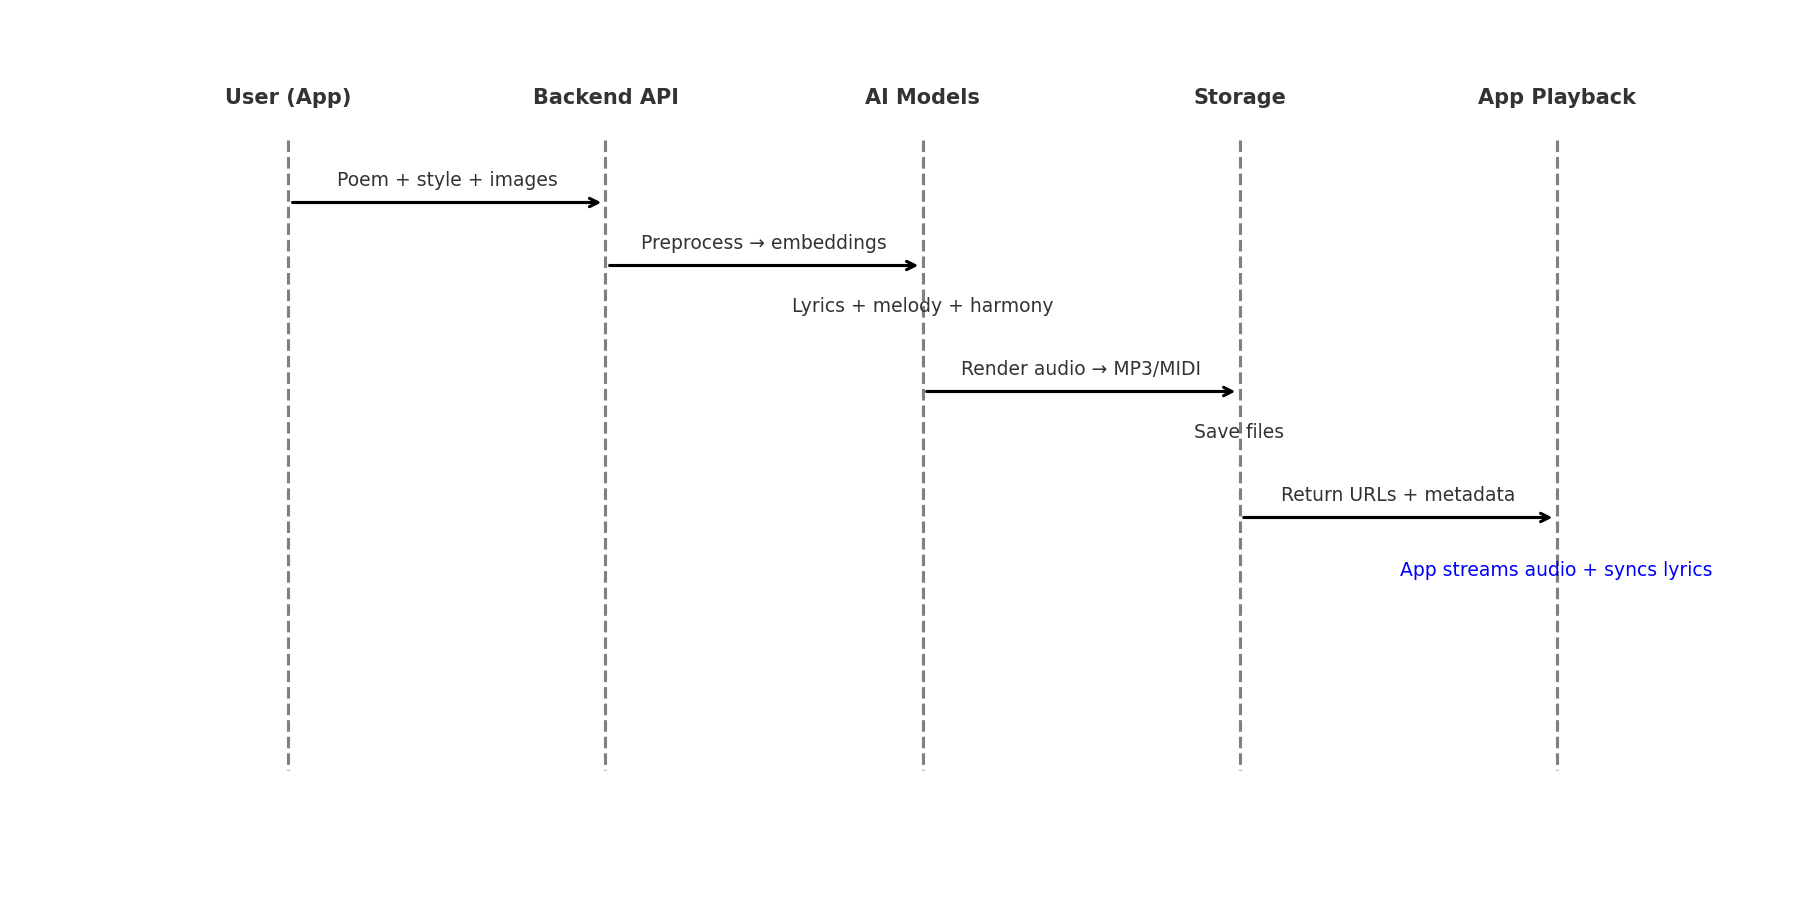 User (App)
Backend API
AI Models
Storage
App Playback
Poem + style + images
Preprocess → embeddings
Lyrics + melody + harmony
Render audio → MP3/MIDI
Save files
Return URLs + metadata
App streams audio + syncs lyrics